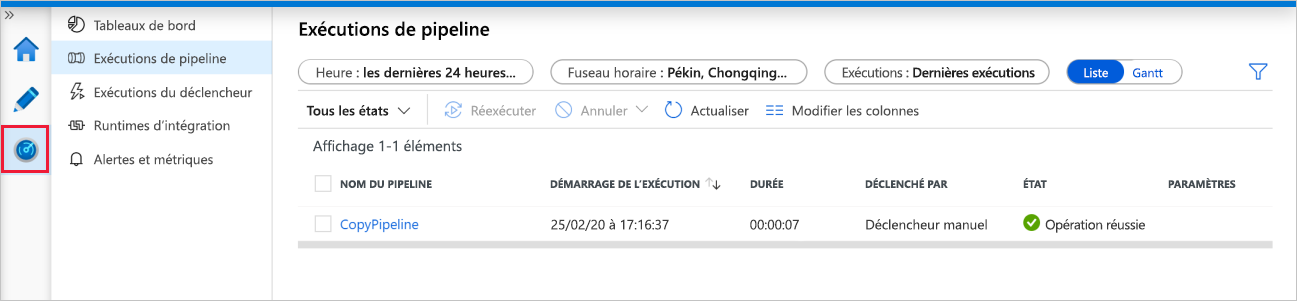 Tableaux de bord
Exécutions de pipeline
Exécutions du déclencheur
Runtimes d'intégration
Alertes et métriques
Exécutions de pipeline
Heure : les dernières 24 heures... Fuseau horaire : Pékin, Chongqing... Exécutions : Dernières exécutions Liste Gantt
Tous les états Réexécuter Annuler Actualiser Modifier les colonnes
Affichage 1-1 éléments
NOM DU PIPELINE DÉMARRAGE DE L'EXÉCUTION DURÉE DÉCLENCHÉ PAR ÉTAT PARAMÈTRES
CopyPipeline 25/02/20 à 17:16:37 00:00:07 Déclencheur manuel Opération réussie